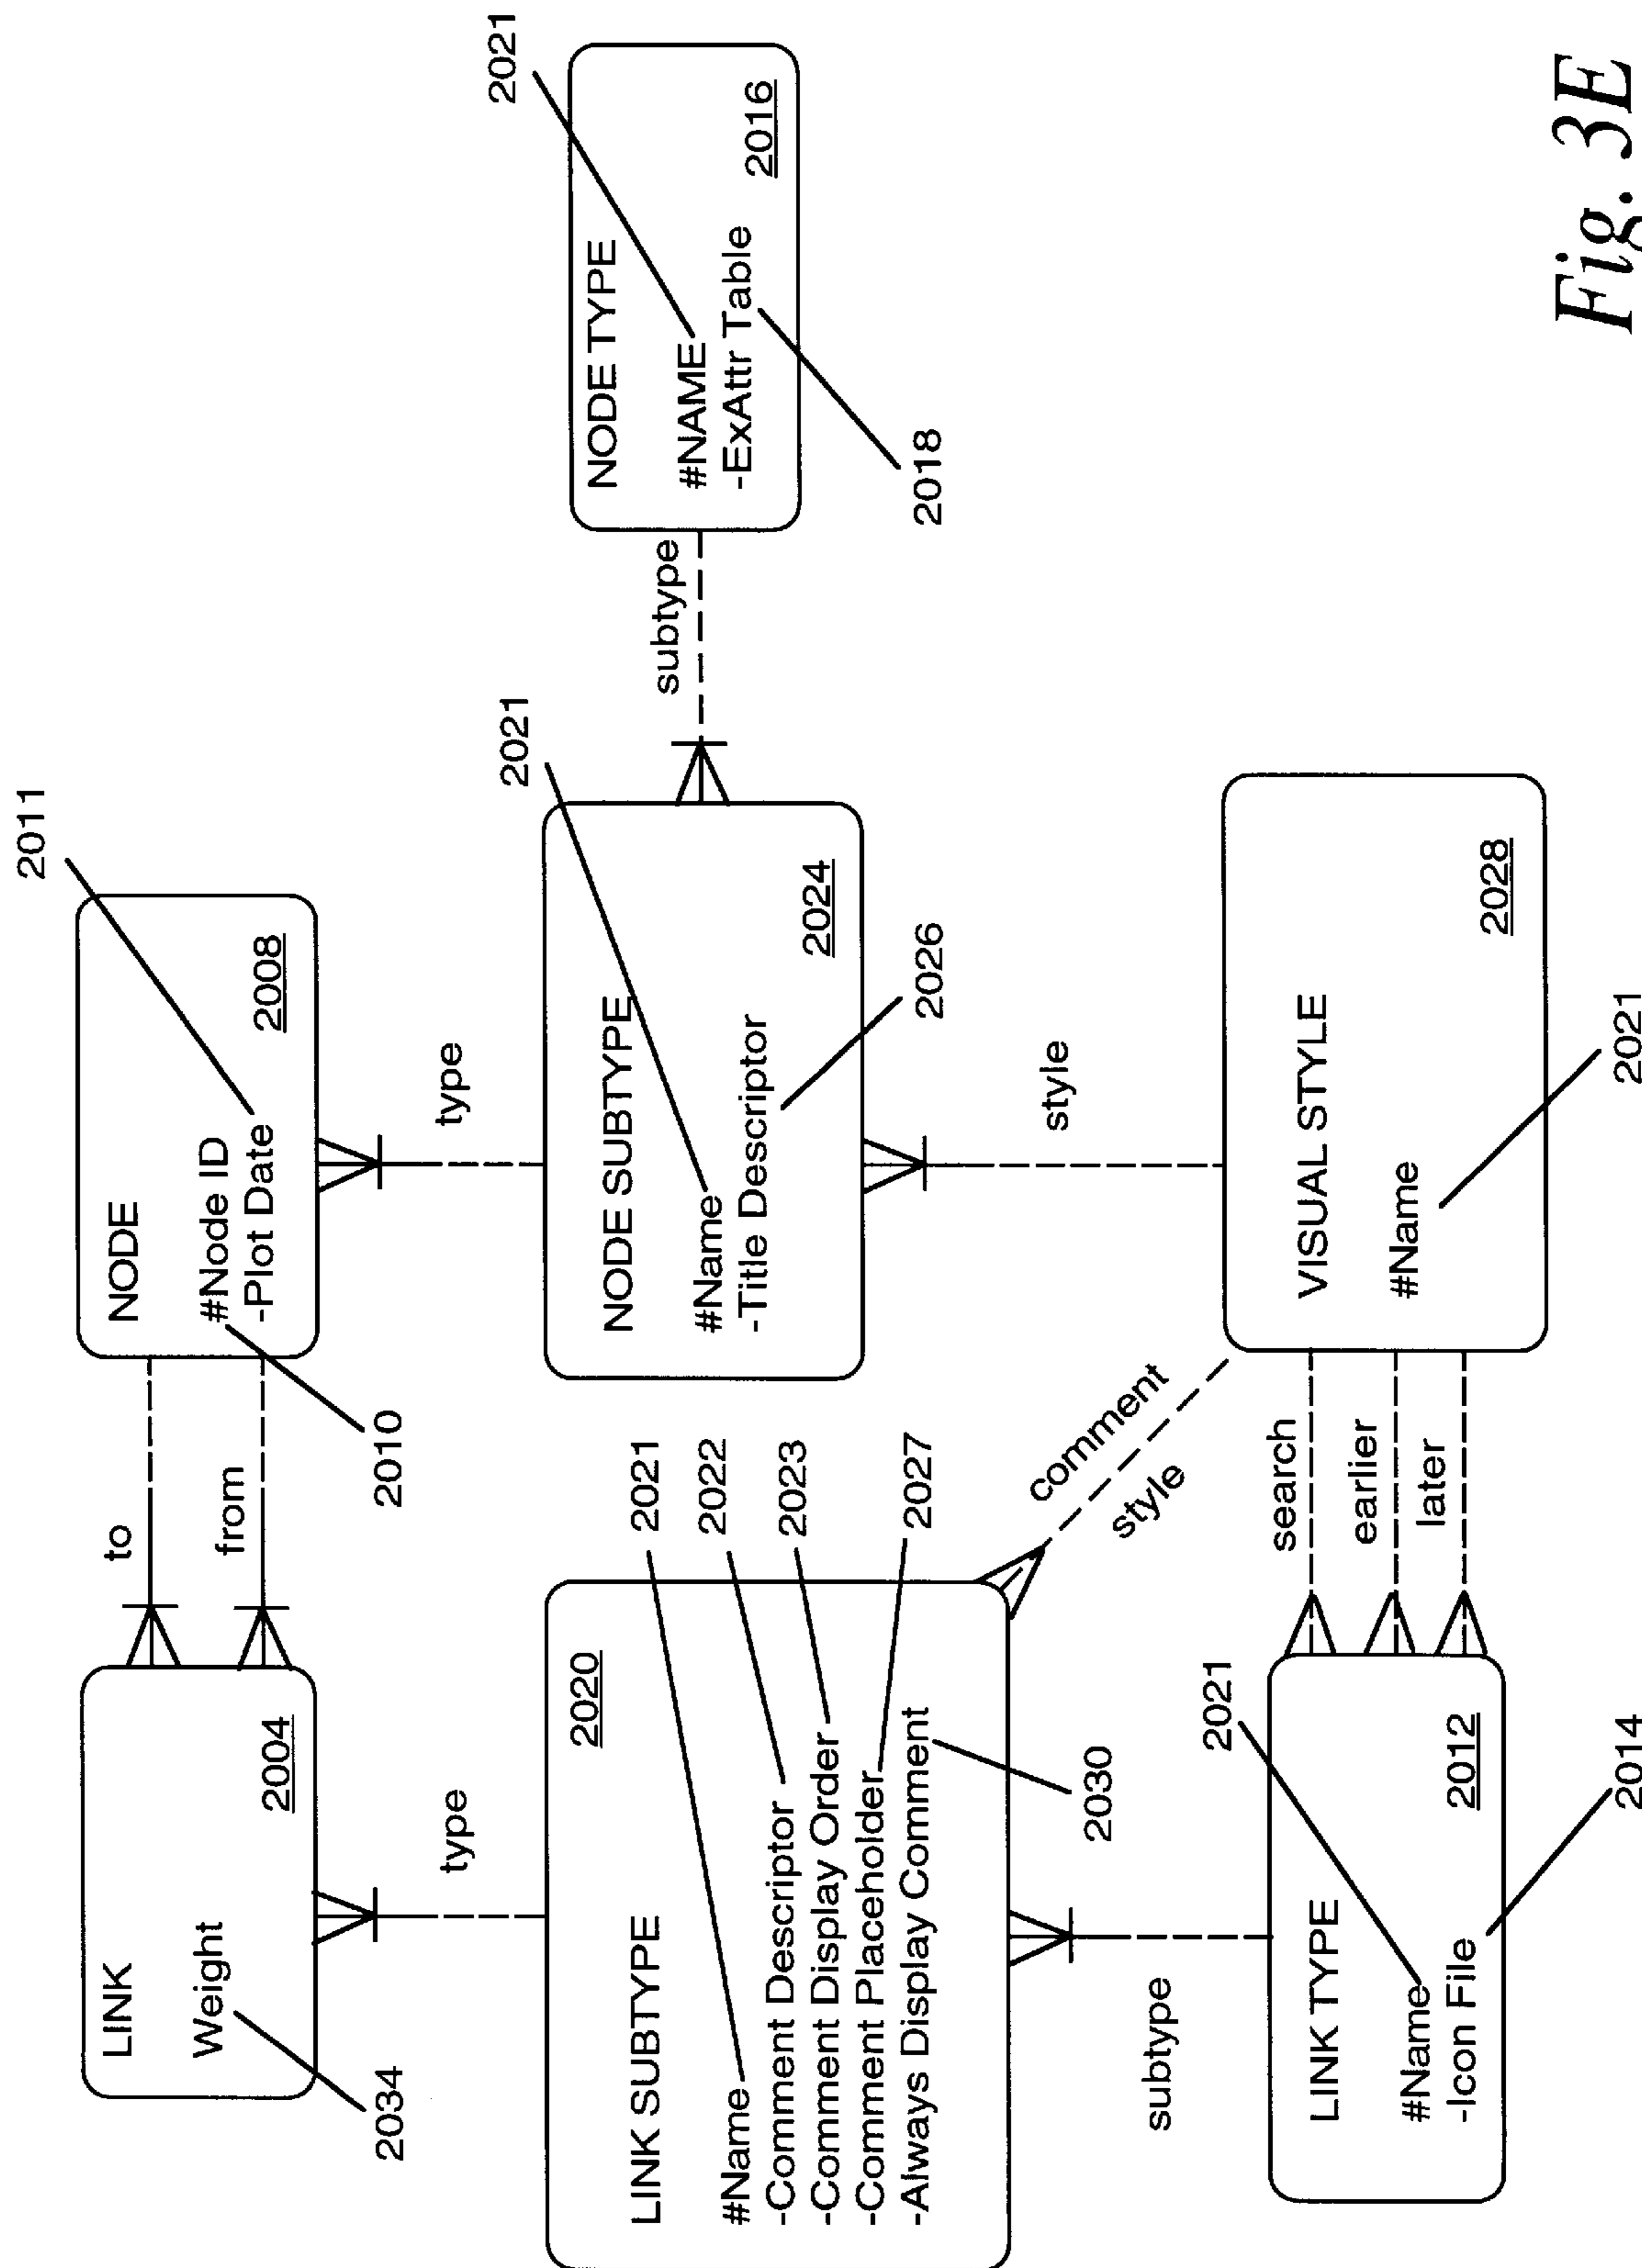 LINK
Weight
2004
2034
to
from
NODE
#Node ID
-Plot Date
2008
2010
2011
type
type
LINK SUBTYPE
2020
#Name
-Comment Descriptor
-Comment Display Order
-Comment Placeholder
-Always Display Comment
2021
2022
2023
2027
2030
NODE SUBTYPE
#Name
-Title Descriptor
2024
2021
2026
subtype
NODE TYPE
#NAME
-ExAttr Table
2016
2021
2018
subtype
comment
style
style
LINK TYPE
#Name
-Icon File
2012
2021
2014
search
earlier
later
VISUAL STYLE
#Name
2028
2021
Fig. 3E